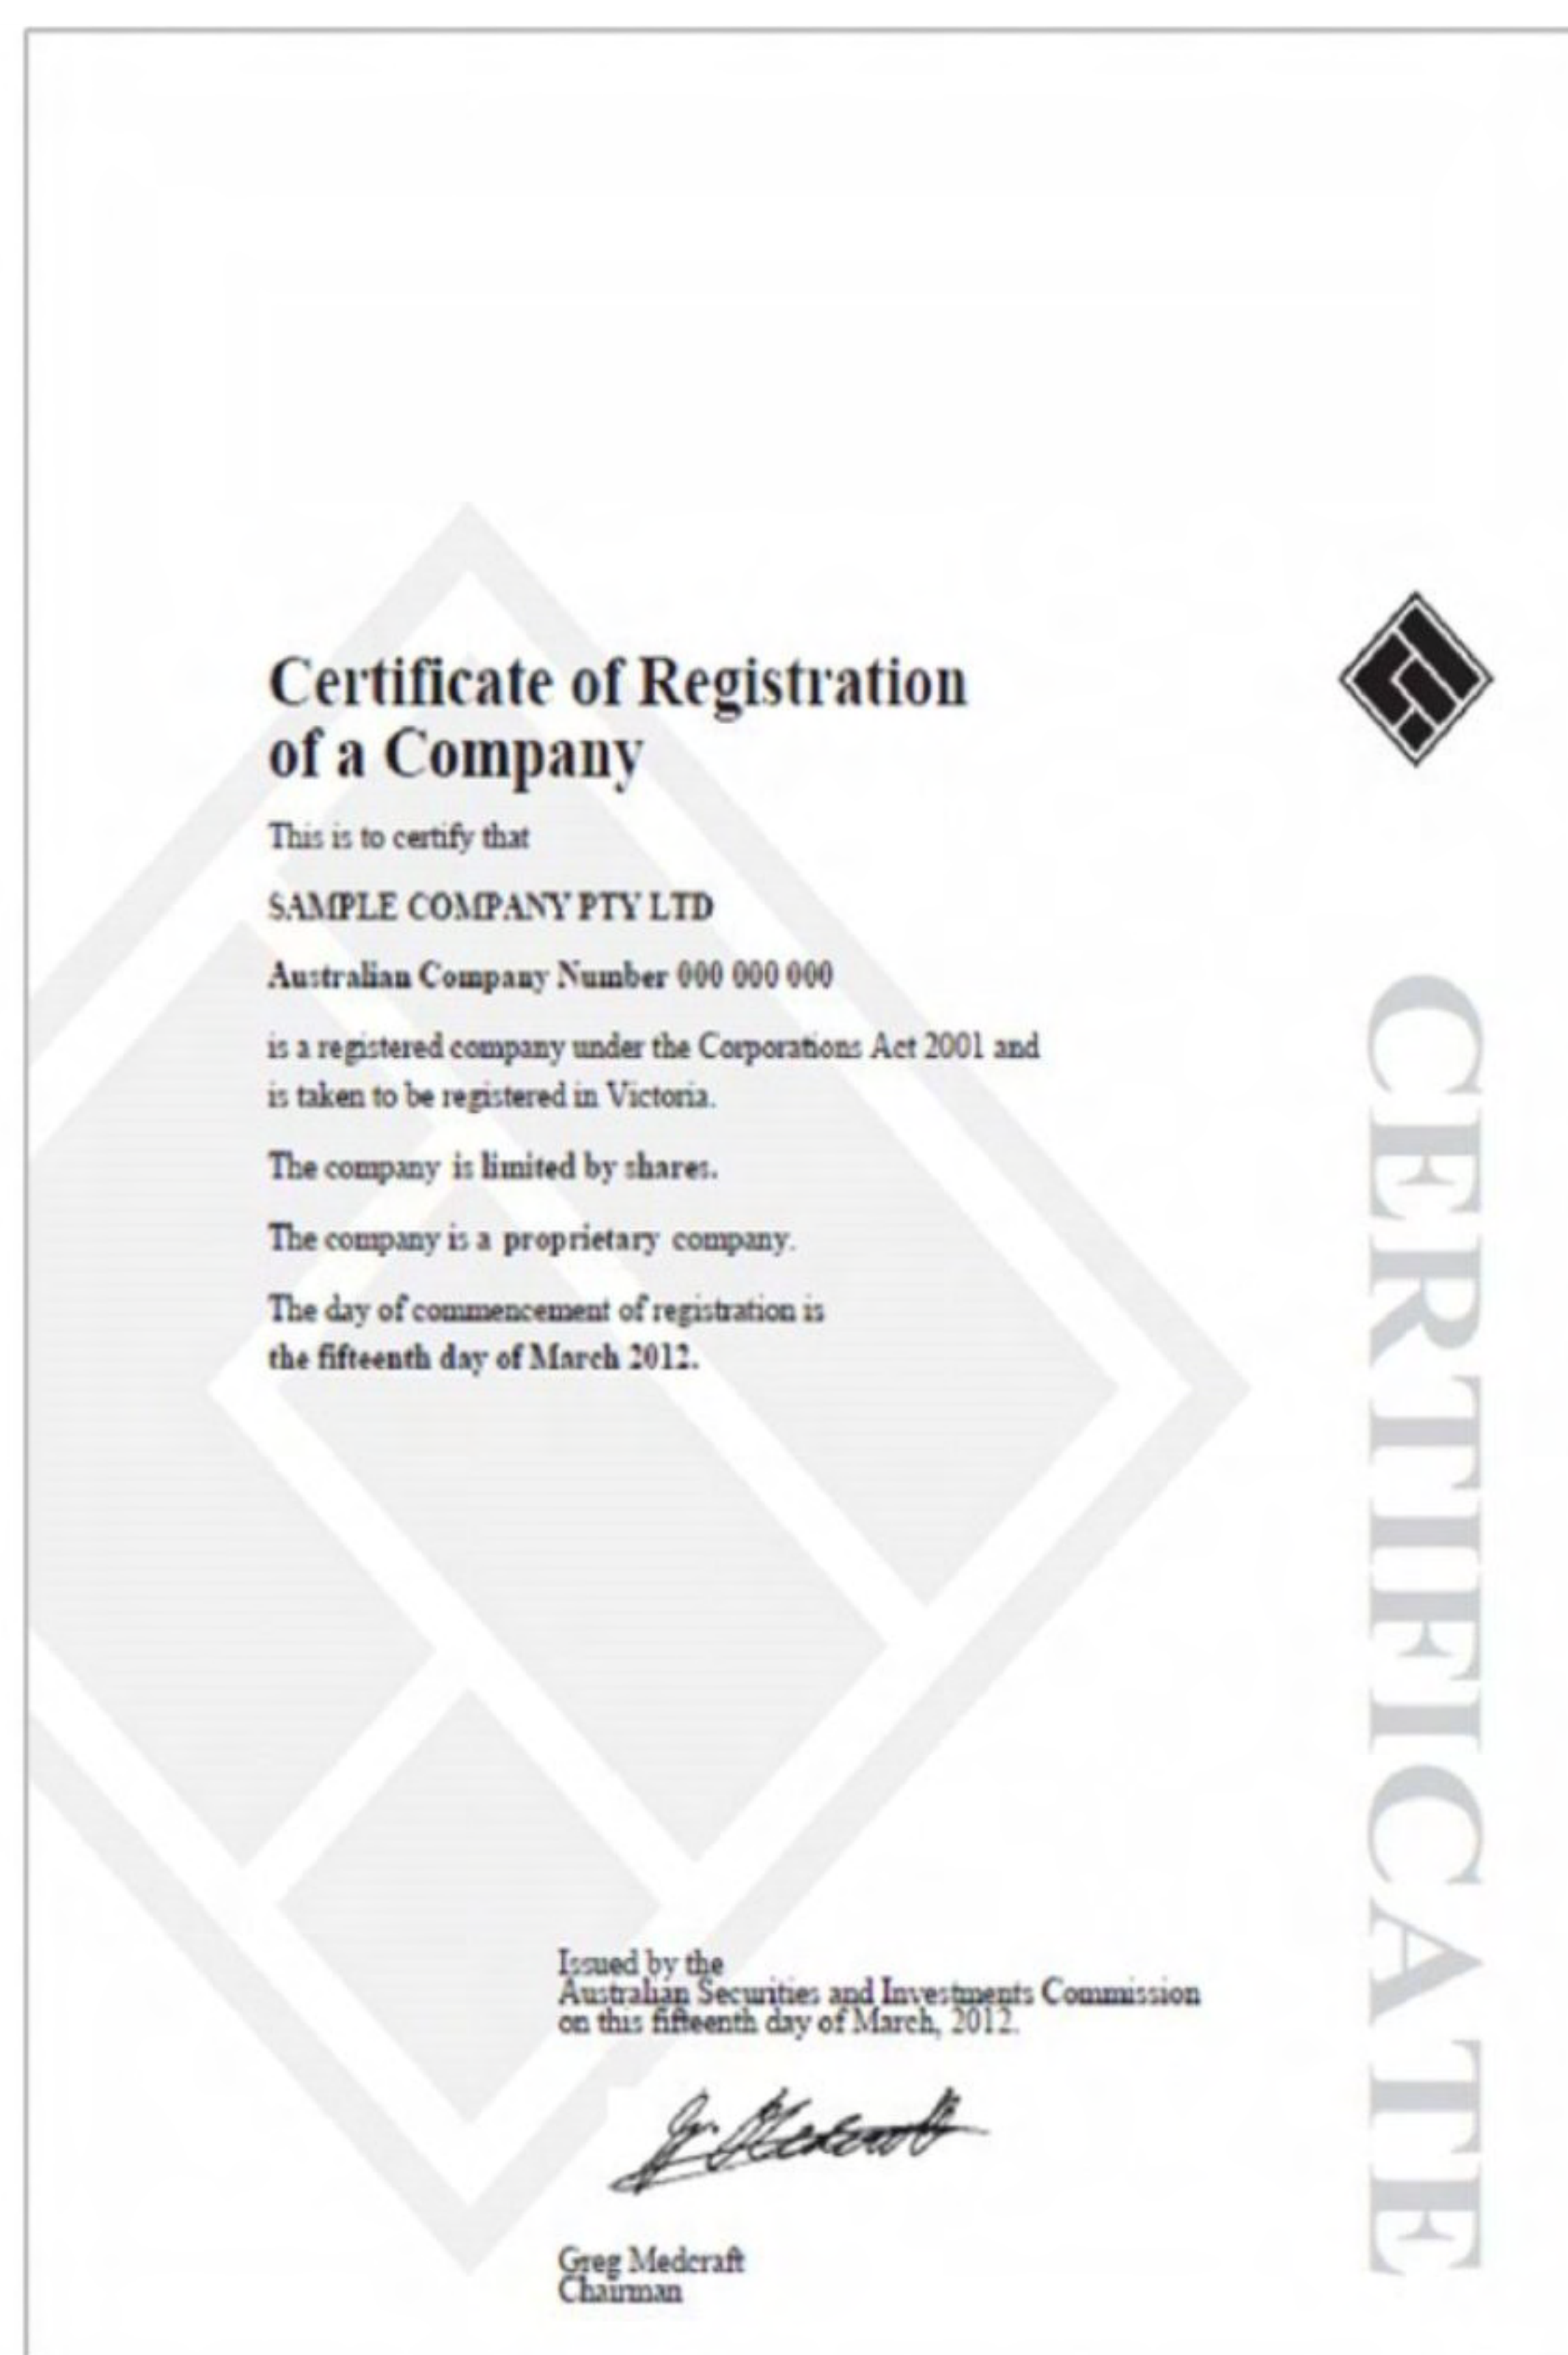 Certificate of Registration
of a Company
This is to certify that
SAMPLE COMPANY PTY LTD
Australian Company Number 000 000 000
is a registered company under the Corporations Act 2001 and
is taken to be registered in Victoria.
The company is limited by shares.
The company is a proprietary company.
The day of commencement of registration is
the fifteenth day of March 2012.
CERTIFICATE
Issued by the
Australian Securities and Investments Commission
on this fifteenth day of March, 2012.
G. Medcraft
Greg Medcraft
Chairman